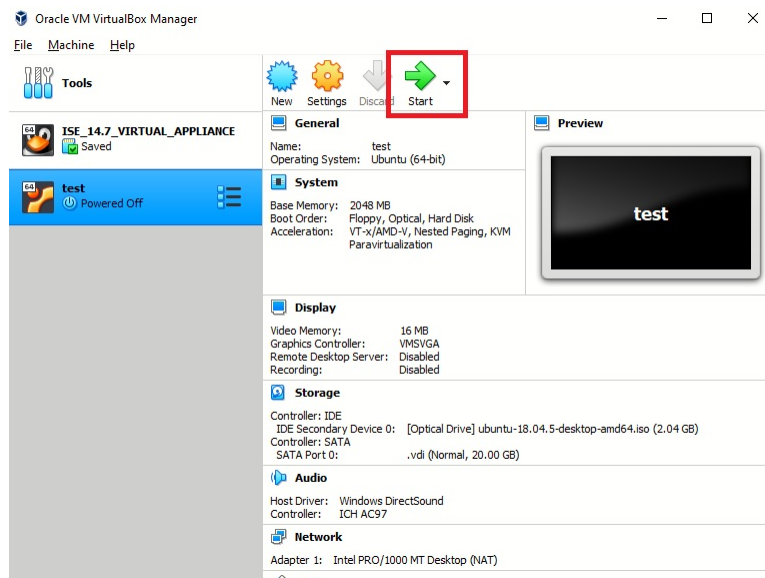 Oracle VM VirtualBox Manager
File Machine Help
Tools
New Settings Discard Start
64 ISE_14.7_VIRTUAL_APPLIANCE
Saved
64 test
Powered Off
General
Name: test
Operating System: Ubuntu (64-bit)
Preview
test
System
Base Memory: 2048 MB
Boot Order: Floppy, Optical, Hard Disk
Acceleration: VT-x/AMD-V, Nested Paging, KVM
Paravirtualization
Display
Video Memory: 16 MB
Graphics Controller: VMSVGA
Remote Desktop Server: Disabled
Recording: Disabled
Storage
Controller: IDE
IDE Secondary Device 0: [Optical Drive] ubuntu-18.04.5-desktop-amd64.iso (2.04 GB)
Controller: SATA
SATA Port 0: .vdi (Normal, 20.00 GB)
Audio
Host Driver: Windows DirectSound
Controller: ICH AC97
Network
Adapter 1: Intel PRO/1000 MT Desktop (NAT)